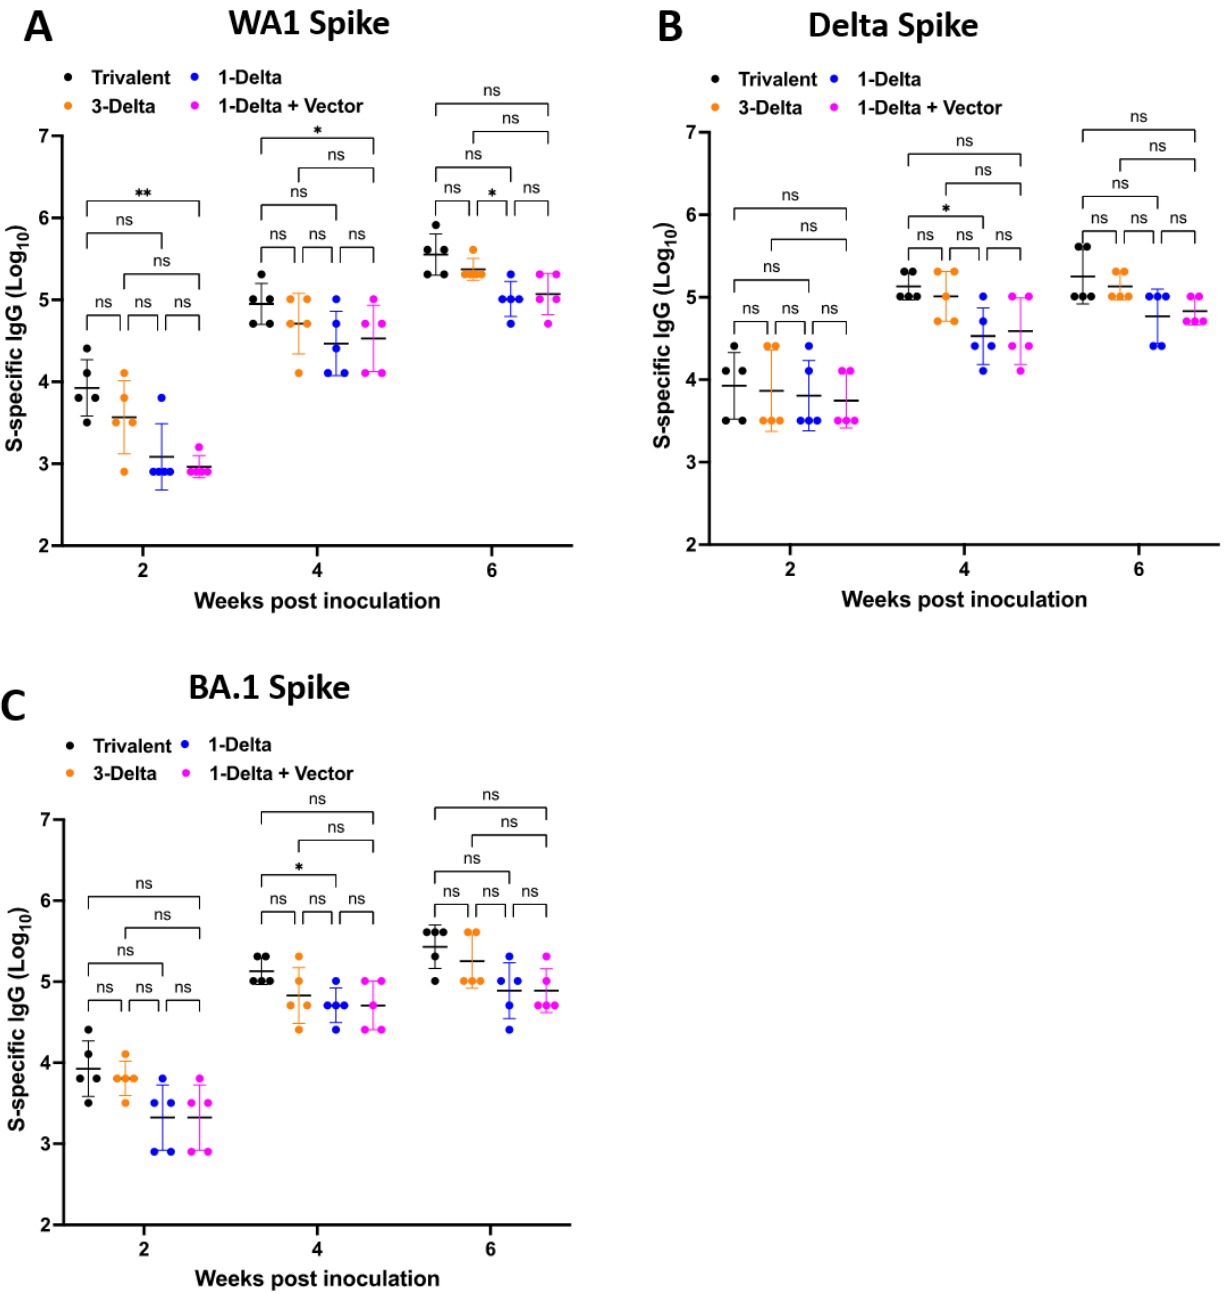 A
WA1 Spike
Trivalent 1-Delta
3-Delta 1-Delta + Vector
S-specific IgG (Log10)
7
6
5
4
3
2
**
ns
ns
ns ns ns
*
ns
ns
ns ns ns
ns
ns
ns
ns * ns
2 4 6
Weeks post inoculation
B
Delta Spike
Trivalent 1-Delta
3-Delta 1-Delta + Vector
S-specific IgG (Log10)
7
6
5
4
3
2
ns
ns
ns
ns ns ns
ns
ns
*
ns ns ns
ns
ns
ns
ns ns ns
2 4 6
Weeks post inoculation
C
BA.1 Spike
Trivalent 1-Delta
3-Delta 1-Delta + Vector
S-specific IgG (Log10)
7
6
5
4
3
2
ns
ns
ns
ns ns ns
ns
ns
*
ns ns ns
ns
ns
ns
ns ns ns
2 4 6
Weeks post inoculation